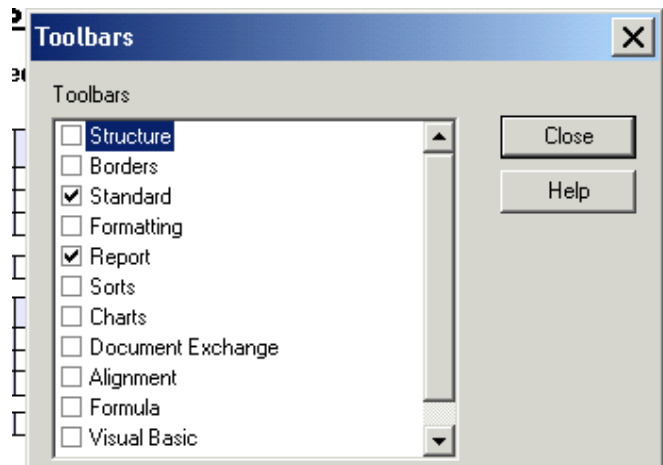 Toolbars
Toolbars
Structure
Borders
Standard
Formatting
Report
Sorts
Charts
Document Exchange
Alignment
Formula
Visual Basic
Close
Help